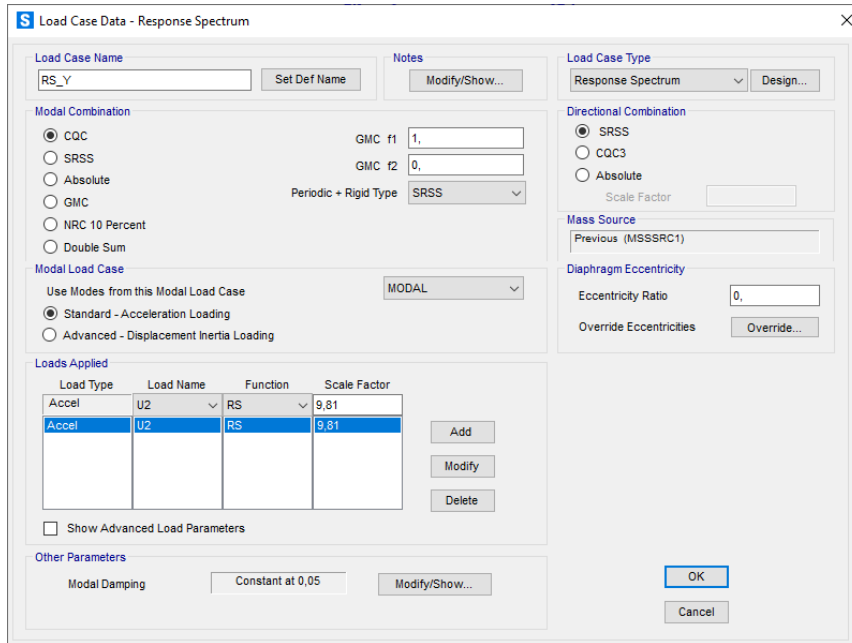 S Load Case Data - Response Spectrum
Load Case Name
RS_Y
Set Def Name
Notes
Modify/Show...
Load Case Type
Response Spectrum
Design...
Modal Combination
CQC
SRSS
Absolute
GMC
NRC 10 Percent
Double Sum
GMC f1
1,
GMC f2
0,
Periodic + Rigid Type
SRSS
Directional Combination
SRSS
CQC3
Absolute
Scale Factor
Mass Source
Previous (MSSSRC1)
Modal Load Case
Use Modes from this Modal Load Case
MODAL
Standard - Acceleration Loading
Advanced - Displacement Inertia Loading
Diaphragm Eccentricity
Eccentricity Ratio
0,
Override Eccentricities
Override...
Loads Applied
Load Type Load Name Function Scale Factor
Accel U2 RS 9,81
Accel U2 RS 9,81
Add
Modify
Delete
Show Advanced Load Parameters
Other Parameters
Modal Damping
Constant at 0,05
Modify/Show...
OK
Cancel